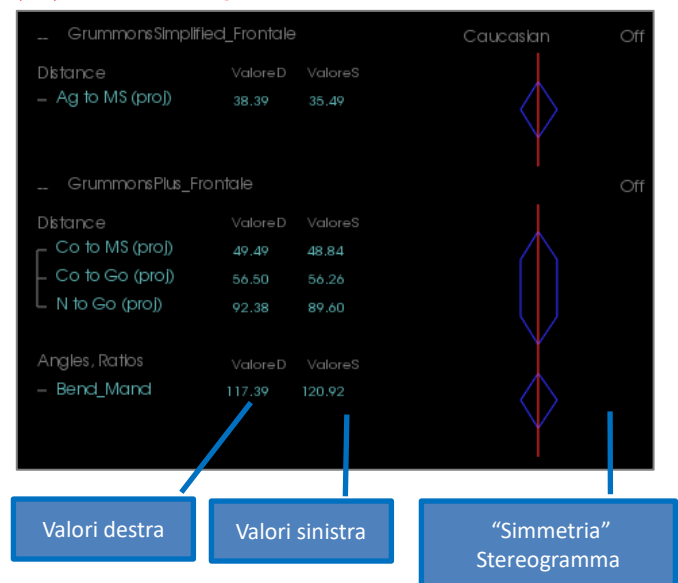 -- GrummonsSimplified_Frontale Caucasian Off
Distance ValoreD ValoreS
– Ag to MS (proj) 38.39 35.49
-- GrummonsPlus_Frontale Off
Distance ValoreD ValoreS
Co to MS (proj) 49.49 48.84
Co to Go (proj) 56.50 56.26
N to Go (proj) 92.38 89.60
Angles, Ratios ValoreD ValoreS
– Bend_Mand 117.39 120.92
Valori destra Valori sinistra “Simmetria”
Stereogramma